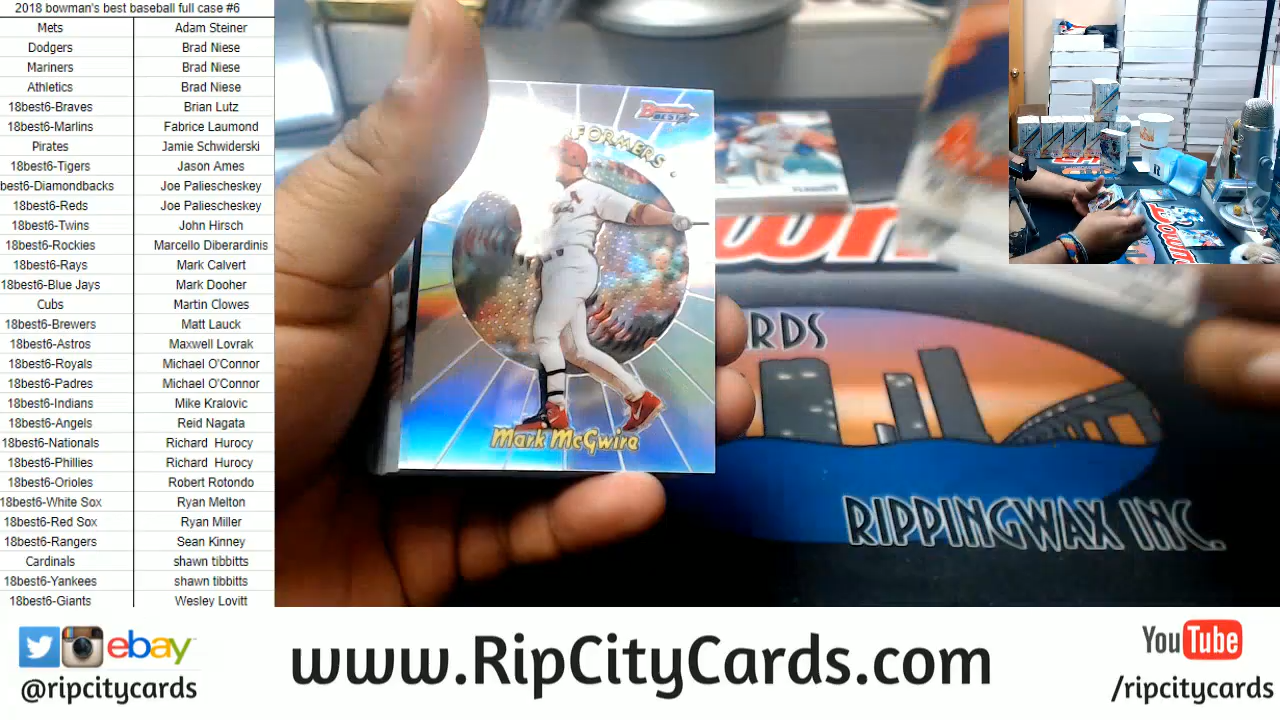 2018 bowman's best baseball full case #6
Mets Adam Steiner
Dodgers Brad Niese
Mariners Brad Niese
Athletics Brad Niese
18best6-Braves Brian Lutz
18best6-Marlins Fabrice Laumond
Pirates Jamie Schwiderski
18best6-Tigers Jason Ames
best6-Diamondbacks Joe Paliescheskey
18best6-Reds Joe Paliescheskey
18best6-Twins John Hirsch
18best6-Rockies Marcello Diberardinis
18best6-Rays Mark Calvert
18best6-Blue Jays Mark Dooher
Cubs Martin Clowes
18best6-Brewers Matt Lauck
18best6-Astros Maxwell Lovrak
18best6-Royals Michael O'Connor
18best6-Padres Michael O'Connor
18best6-Indians Mike Kralovic
18best6-Angels Reid Nagata
18best6-Nationals Richard Hurocy
18best6-Phillies Richard Hurocy
18best6-Orioles Robert Rotondo
18best6-White Sox Ryan Melton
18best6-Red Sox Ryan Miller
18best6-Rangers Sean Kinney
Cardinals shawn tibbitts
18best6-Yankees shawn tibbitts
18best6-Giants Wesley Lovitt
FORMERS
Mark McGwire
ARDS
RIPPINGWAX INC.
ebay
@ripcitycards
www.RipCityCards.com
YouTube
/ripcitycards